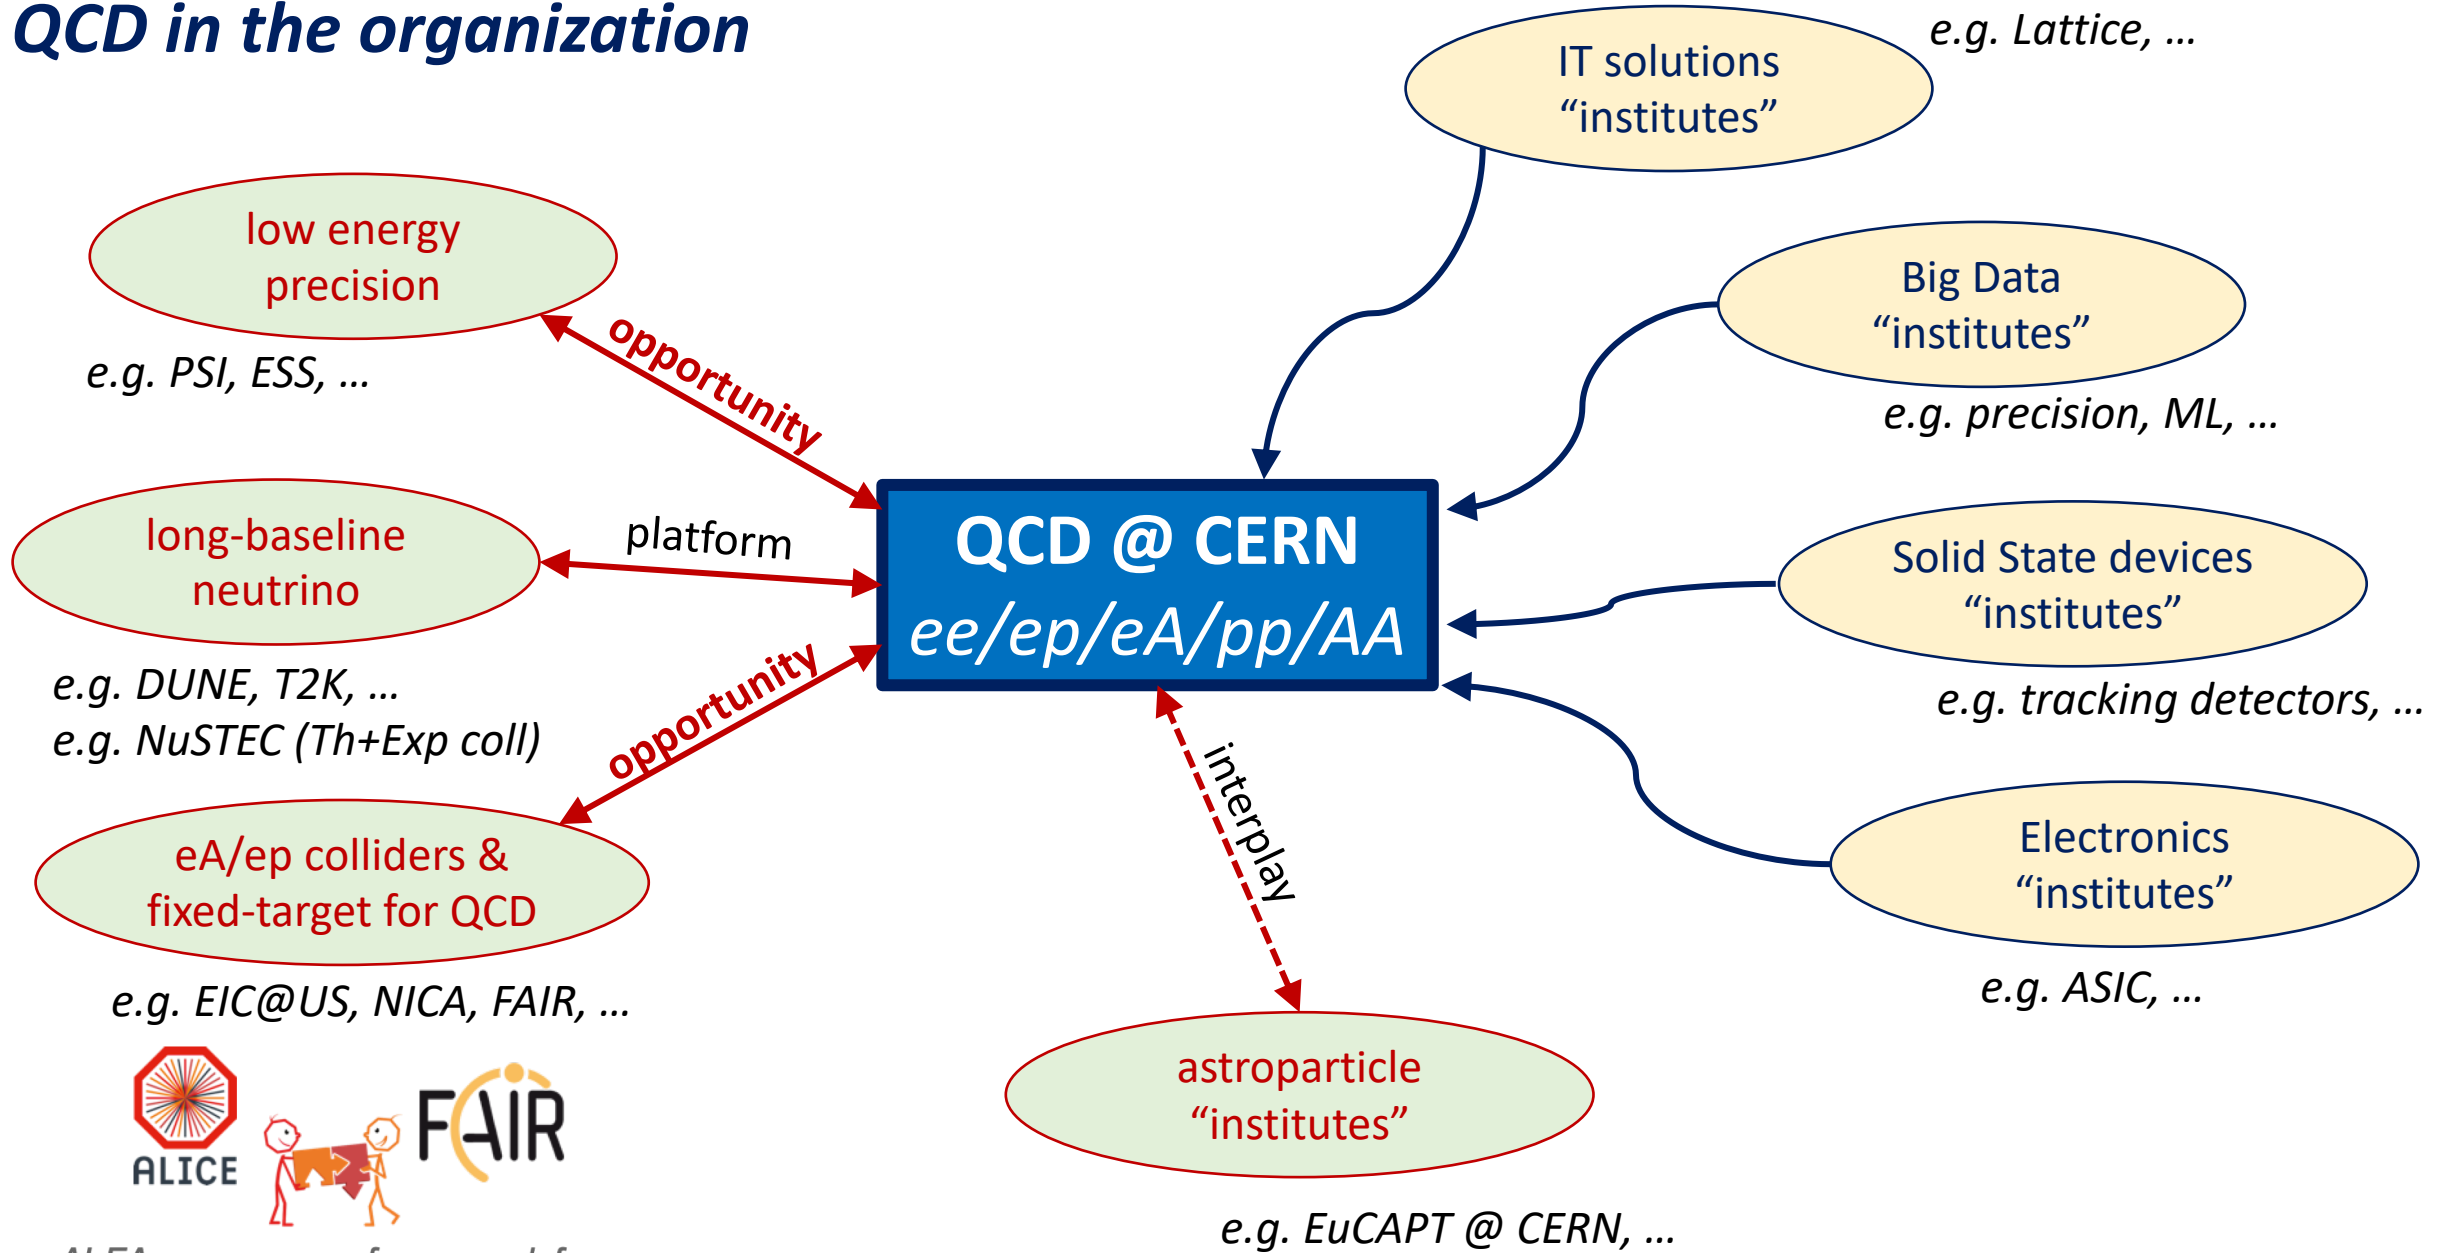 QCD in the organization
IT solutions
“institutes”
e.g. Lattice, ...
low energy
precision
e.g. PSI, ESS, ...
opportunity
Big Data
“institutes”
e.g. precision, ML, ...
long-baseline
neutrino
e.g. DUNE, T2K, ...
e.g. NuSTEC (Th+Exp coll)
platform
QCD @ CERN
ee/ep/eA/pp/AA
Solid State devices
“institutes”
e.g. tracking detectors, ...
opportunity
eA/ep colliders &
fixed-target for QCD
e.g. EIC@US, NICA, FAIR, ...
interplay
Electronics
“institutes”
e.g. ASIC, ...
astroparticle
“institutes”
e.g. EuCAPT @ CERN, ...
ALICE
FAIR